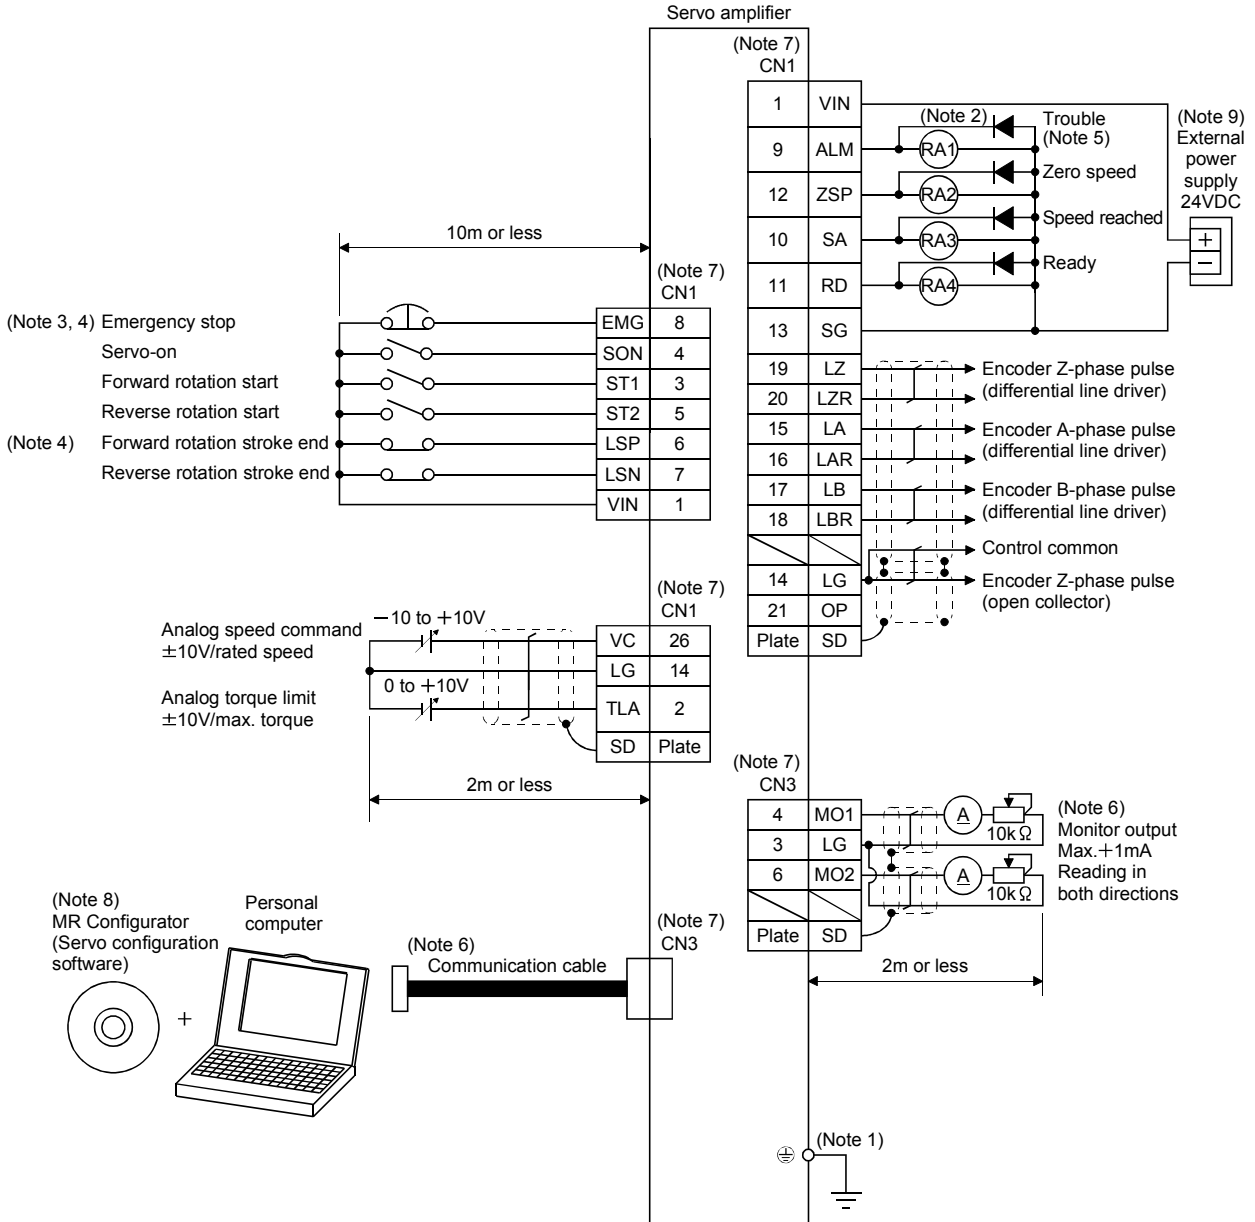 Servo amplifier
(Note 7)
CN1
1 VIN
9 ALM
12 ZSP
10 SA
11 RD
13 SG
19 LZ
20 LZR
15 LA
16 LAR
17 LB
18 LBR
14 LG
21 OP
Plate SD
(Note 2)
RA1
RA2
RA3
RA4
Trouble
(Note 5)
Zero speed
Speed reached
Ready
(Note 9)
External
power
supply
24VDC
+
−
Encoder Z-phase pulse
(differential line driver)
Encoder A-phase pulse
(differential line driver)
Encoder B-phase pulse
(differential line driver)
Control common
Encoder Z-phase pulse
(open collector)
10m or less
(Note 7)
CN1
(Note 3, 4) Emergency stop EMG 8
Servo-on SON 4
Forward rotation start ST1 3
Reverse rotation start ST2 5
(Note 4) Forward rotation stroke end LSP 6
Reverse rotation stroke end LSN 7
VIN 1
(Note 7)
CN1
Analog speed command
±10V/rated speed
−10 to +10V
VC 26
LG 14
Analog torque limit
±10V/max. torque
0 to +10V
TLA 2
SD Plate
2m or less
(Note 7)
CN3
4 MO1
3 LG
6 MO2
Plate SD
A
10kΩ
A
10kΩ
(Note 6)
Monitor output
Max.+1mA
Reading in
both directions
2m or less
(Note 8)
MR Configurator
(Servo configuration
software)
+
Personal
computer
(Note 6)
Communication cable
(Note 7)
CN3
(Note 1)